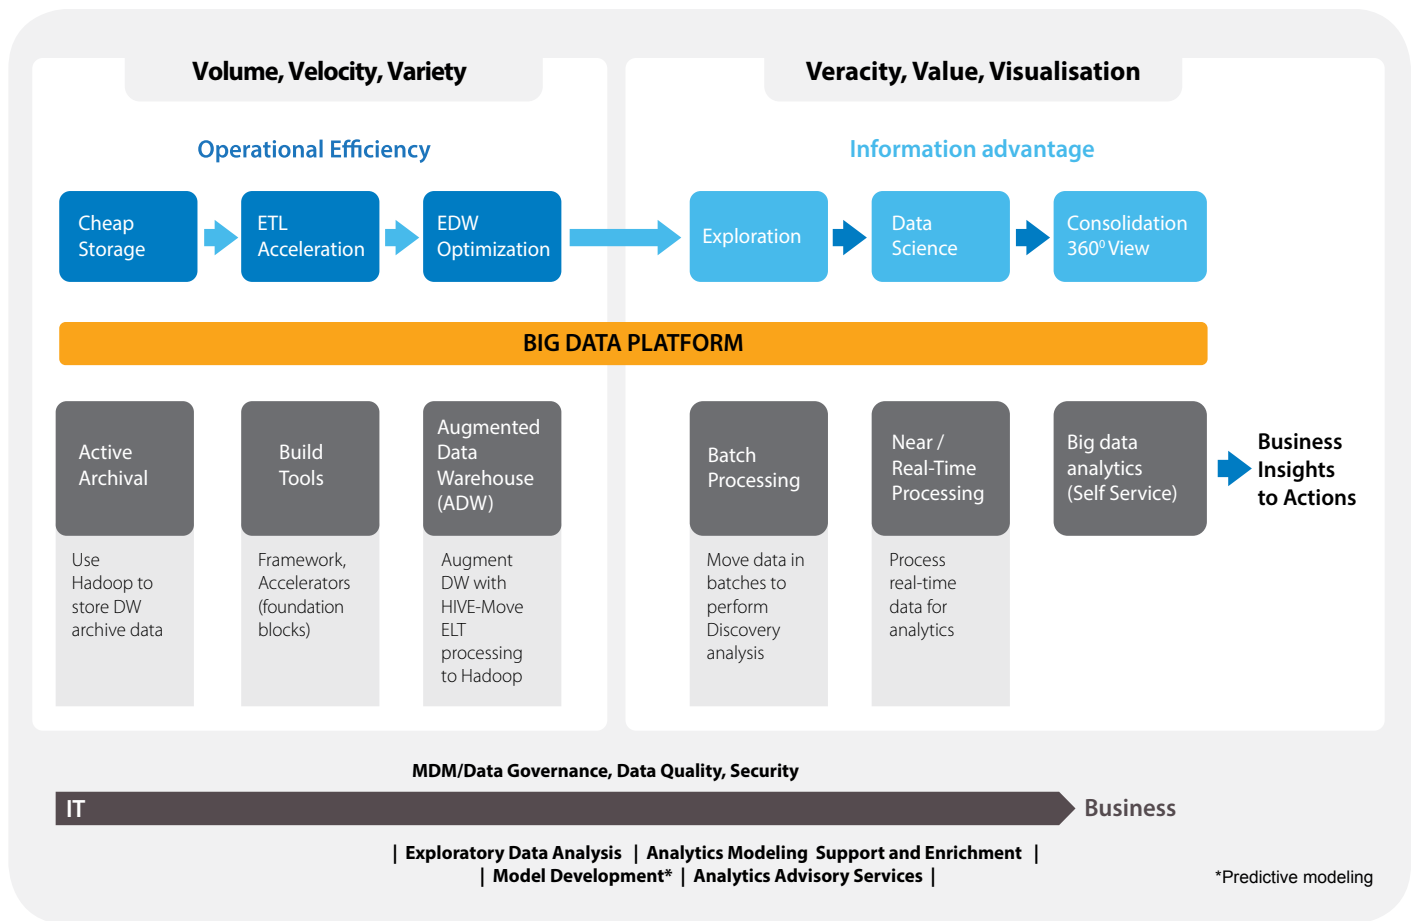 Volume, Velocity, Variety
Veracity, Value, Visualisation
Operational Efficiency
Information advantage
Cheap
Storage
ETL
Acceleration
EDW
Optimization
Exploration
Data
Science
Consolidation
360⁰ View
BIG DATA PLATFORM
Active
Archival
Build
Tools
Augmented
Data
Warehouse
(ADW)
Batch
Processing
Near /
Real-Time
Processing
Big data
analytics
(Self Service)
Business
Insights
to Actions
Use
Hadoop to
store DW
archive data
Framework,
Accelerators
(foundation
blocks)
Augment
DW with
HIVE-Move
ELT
processing
to Hadoop
Move data in
batches to
perform
Discovery
analysis
Process
real-time
data for
analytics
MDM/Data Governance, Data Quality, Security
IT
Business
| Exploratory Data Analysis | Analytics Modeling Support and Enrichment |
| Model Development* | Analytics Advisory Services |
*Predictive modeling